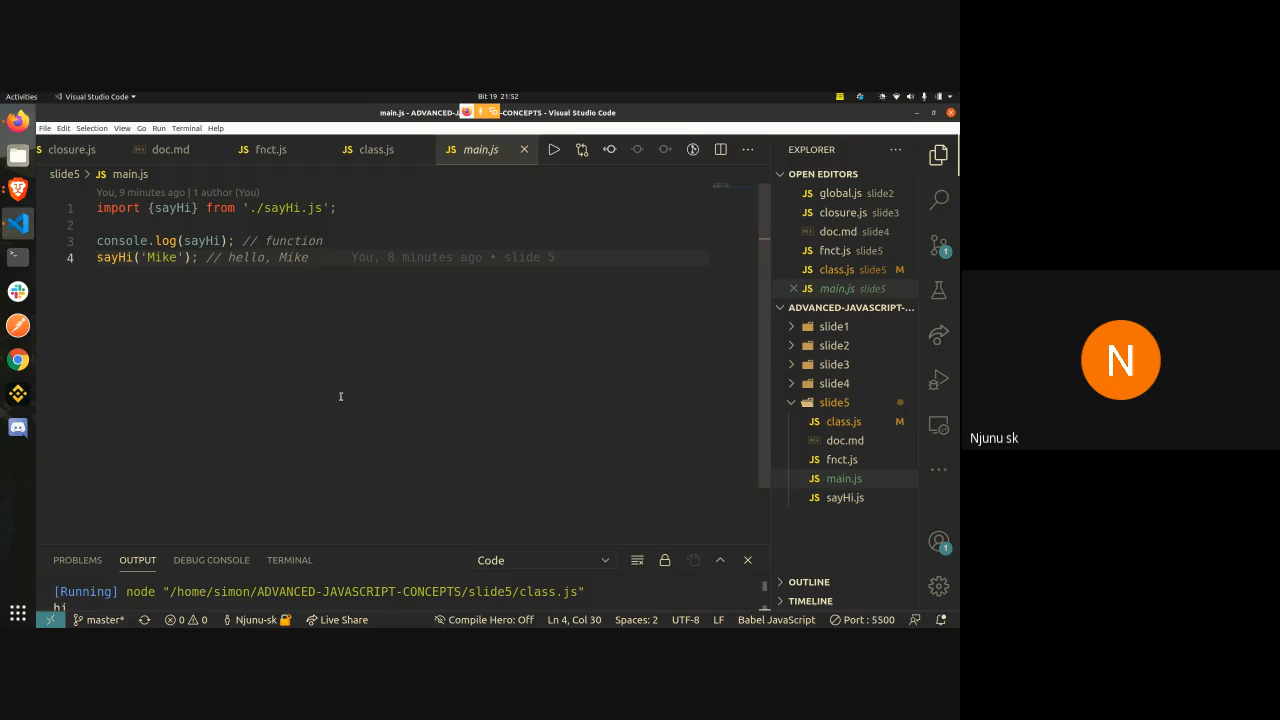 Activities
Visual Studio Code
Bit 19 21:52
main.js - ADVANCED-J
-CONCEPTS - Visual Studio Code
File Edit Selection View Go Run Terminal Help
closure.js
doc.md
JS fnct.js
JS class.js
JS main.js
slide5 > JS main.js
You, 9 minutes ago | 1 author (You)
1 import {sayHi} from './sayHi.js';
2
3 console.log(sayHi); // function
4 sayHi('Mike'); // hello, Mike You, 8 minutes ago • slide 5
EXPLORER
OPEN EDITORS
JS global.js slide2
JS closure.js slide3
doc.md slide4
JS fnct.js slide5
JS class.js slide5 M
JS main.js slide5
ADVANCED-JAVASCRIPT-...
slide1
slide2
slide3
slide4
slide5
JS class.js M
doc.md
JS fnct.js
JS main.js
JS sayHi.js
OUTLINE
TIMELINE
1
1
PROBLEMS OUTPUT DEBUG CONSOLE TERMINAL
Code
[Running] node "/home/simon/ADVANCED-JAVASCRIPT-CONCEPTS/slide5/class.js"
hi
master*
0 0
Njunu-sk
Live Share
Compile Hero: Off
Ln 4, Col 30
Spaces: 2
UTF-8
LF
Babel JavaScript
Port : 5500
N
Njunu sk